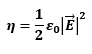 η = 1/2 ε₀|E⃗|²